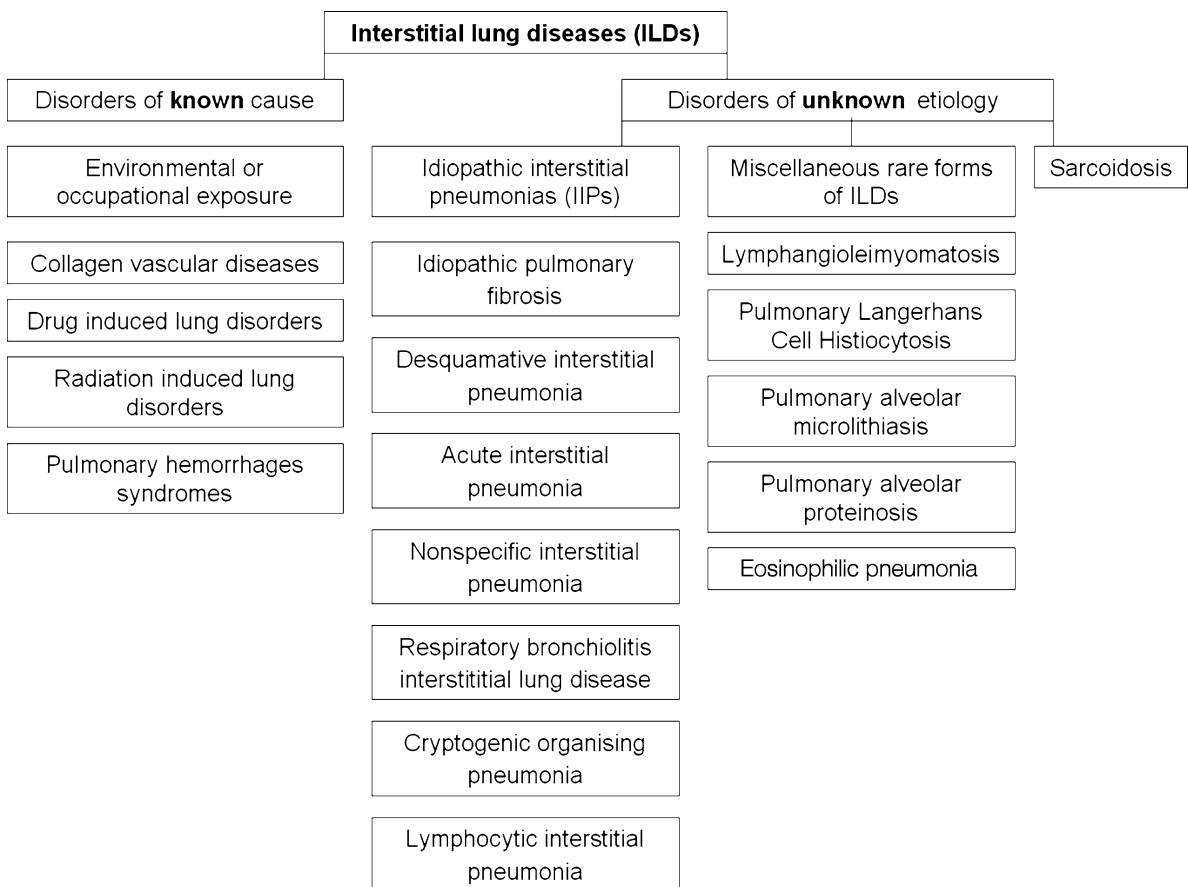 Interstitial lung diseases (ILDs)
Disorders of known cause
Disorders of unknown etiology
Environmental or
occupational exposure
Collagen vascular diseases
Drug induced lung disorders
Radiation induced lung
disorders
Pulmonary hemorrhages
syndromes
Idiopathic interstitial
pneumonias (IIPs)
Idiopathic pulmonary
fibrosis
Desquamative interstitial
pneumonia
Acute interstitial
pneumonia
Nonspecific interstitial
pneumonia
Respiratory bronchiolitis
interstititial lung disease
Cryptogenic organising
pneumonia
Lymphocytic interstitial
pneumonia
Miscellaneous rare forms
of ILDs
Lymphangioleimyomatosis
Pulmonary Langerhans
Cell Histiocytosis
Pulmonary alveolar
microlithiasis
Pulmonary alveolar
proteinosis
Eosinophilic pneumonia
Sarcoidosis